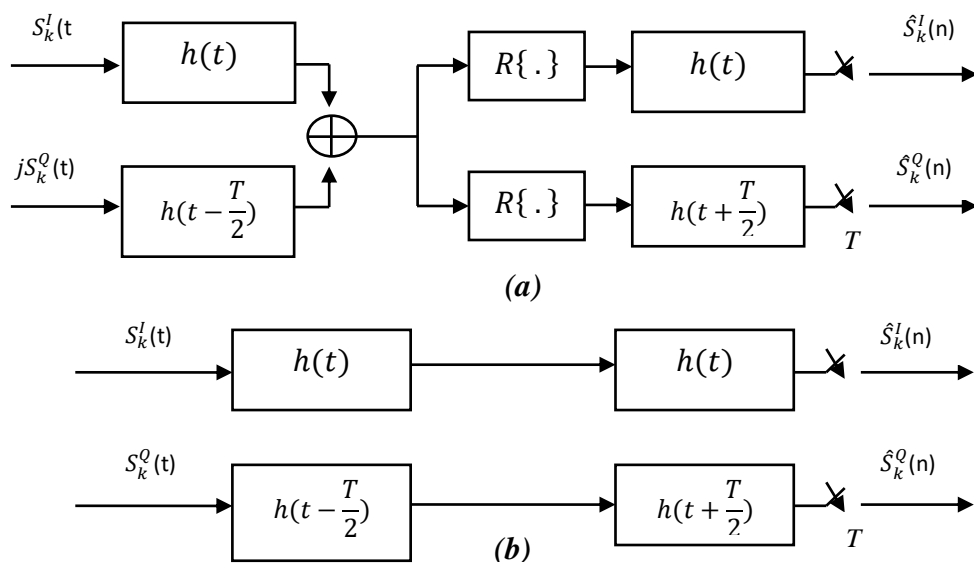 S_k^I(t
h(t)
R{ . }
h(t)
Ŝ_k^I(n)
jS_k^Q(t)
h(t − T/2)
R{ . }
h(t + T/2)
Ŝ_k^Q(n)
T
(a)
S_k^I(t)
h(t)
h(t)
Ŝ_k^I(n)
S_k^Q(t)
h(t − T/2)
h(t + T/2)
Ŝ_k^Q(n)
T
(b)